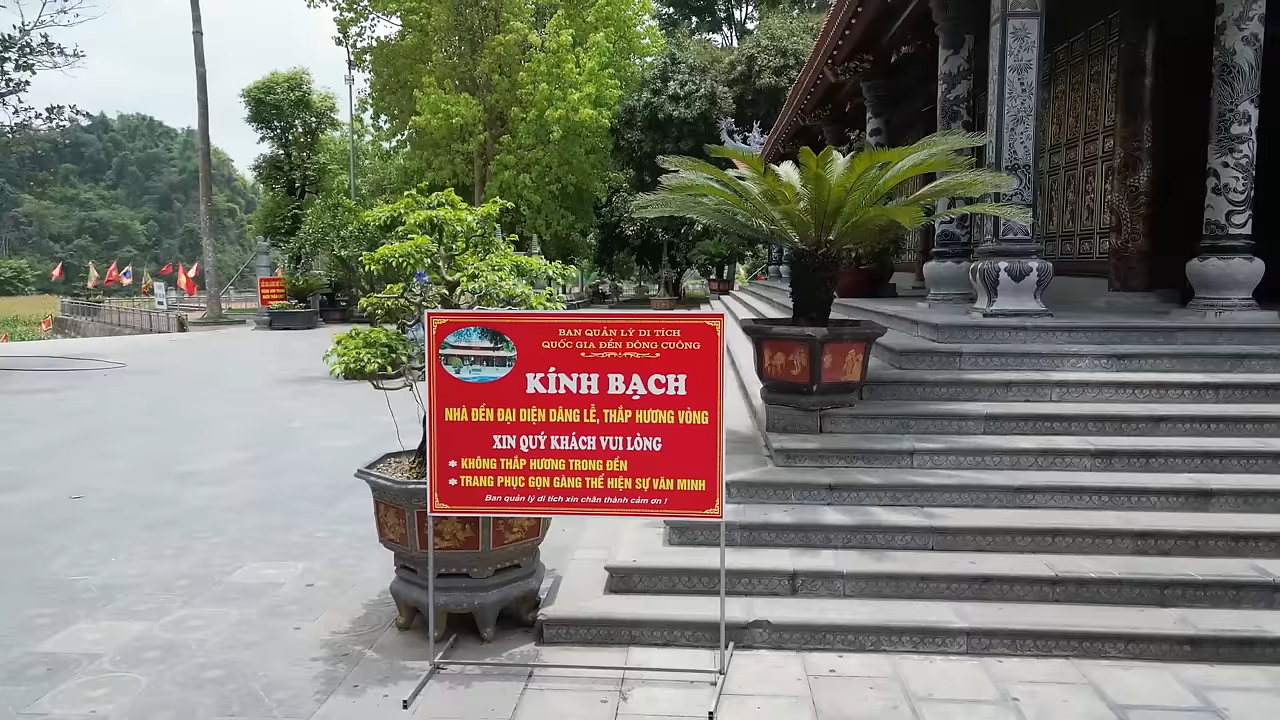 BAN QUẢN LÝ DI TÍCH
QUỐC GIA ĐỀN ĐÔNG CUÔNG
KÍNH BẠCH
NHÀ ĐỀN ĐẠI DIỆN DÂNG LỄ, THẮP HƯƠNG VÒNG
XIN QUÝ KHÁCH VUI LÒNG
* KHÔNG THẮP HƯƠNG TRONG ĐỀN
* TRANG PHỤC GỌN GÀNG THỂ HIỆN SỰ VĂN MINH
Ban quản lý di tích xin chân thành cảm ơn !